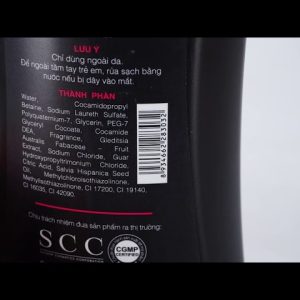 LƯU Ý
Chỉ dùng ngoài da.
Để ngoài tầm tay trẻ em, rửa sạch bằng
nước nếu bị dây vào mắt.
THÀNH PHẦN
Water, Cocamidopropyl
Betaine, Sodium Laureth Sulfate,
Polyquaternium-7, Glycerin, PEG-7
Glyceryl Cocoate, Cocamide
DEA, Fragrance, Gleditsia
Australis Fabaceae – Fruit
Extract, Sodium Chloride, Guar
Hydroxypropyltrimonium Chloride,
Citric Acid, Salvia Hispanica Seed
Oil, Methylchloroisothiazolinone,
Methylisothiazolinone, CI 17200, CI 19140,
CI 16035, CI 42090.
Chịu trách nhiệm đưa sản phẩm ra thị trường:
SCC
CGMP
CERTIFIED